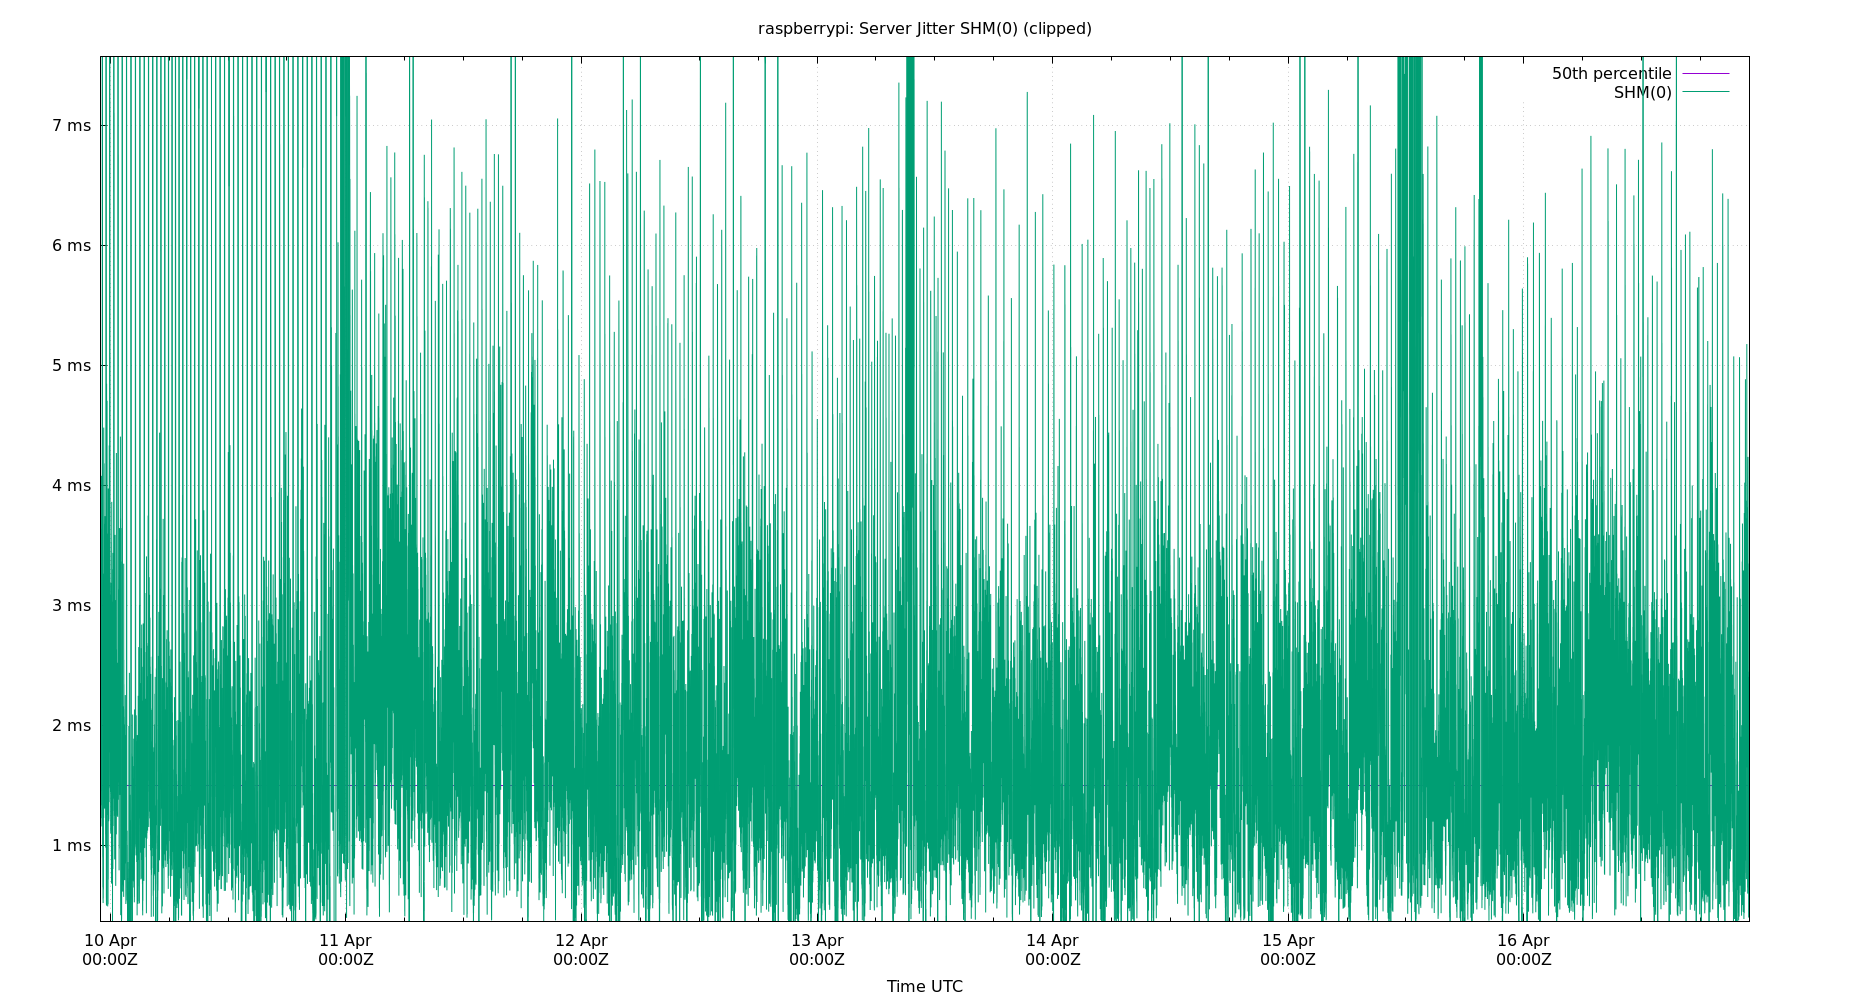 raspberrypi: Server Jitter SHM(0) (clipped)
50th percentile
SHM(0)
7 ms
6 ms
5 ms
4 ms
3 ms
2 ms
1 ms
10 Apr 11 Apr 12 Apr 13 Apr 14 Apr 15 Apr 16 Apr
00:00Z 00:00Z 00:00Z 00:00Z 00:00Z 00:00Z 00:00Z
Time UTC